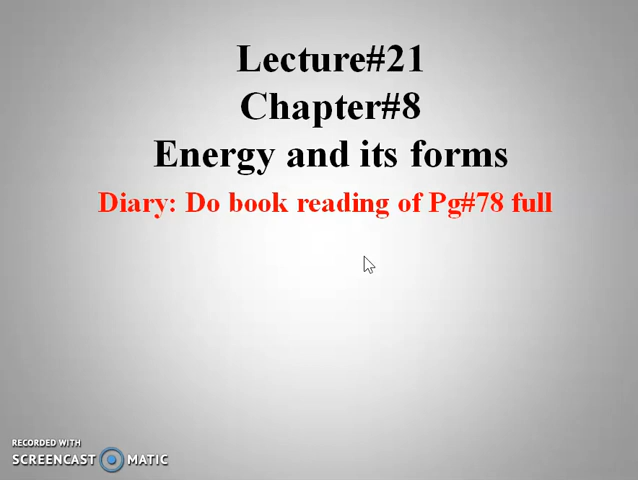 Lecture#21
Chapter#8
Energy and its forms
Diary: Do book reading of Pg#78 full
RECORDED WITH
SCREENCAST MATIC